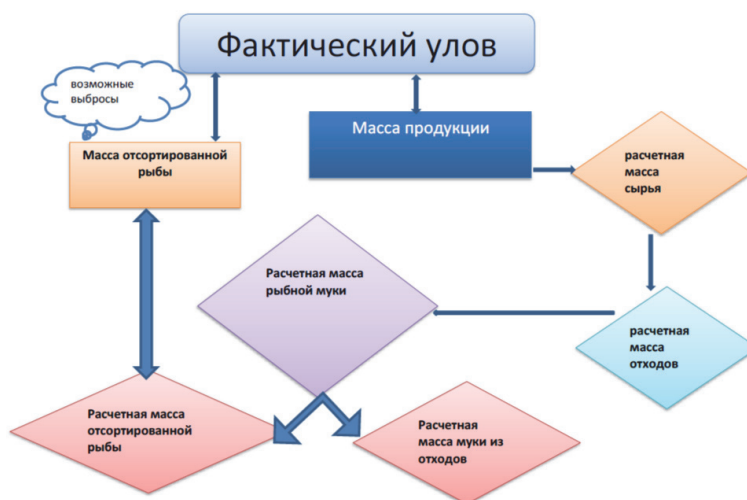 Фактический улов
возможные
выбросы
Масса продукции
Масса отсортированной
рыбы
расчетная
масса
сырья
Расчетная масса
рыбной муки
расчетная
масса
отходов
Расчетная масса
отсортированной
рыбы
Расчетная
масса муки из
отходов